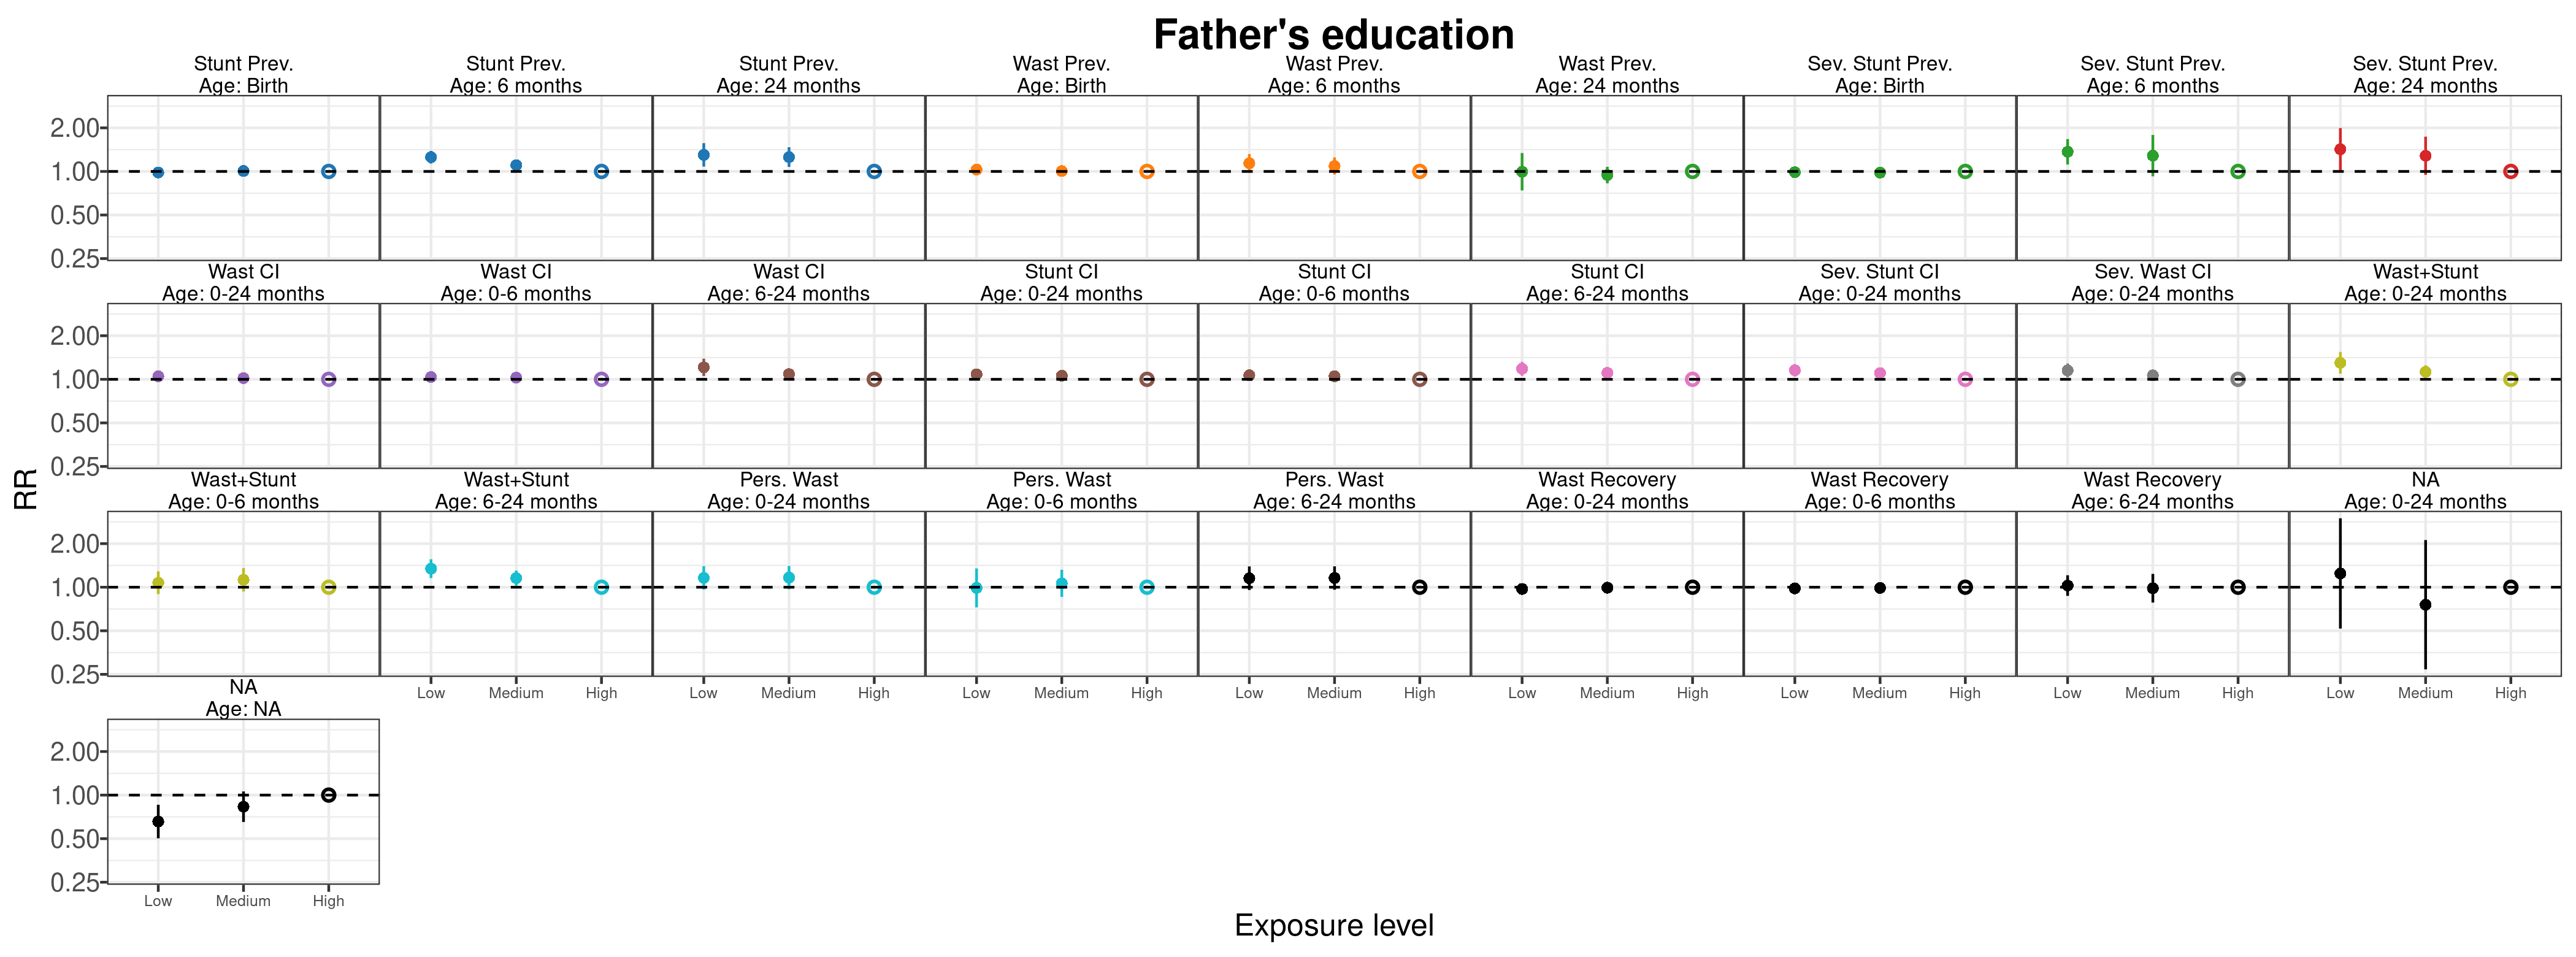 Father's education
Stunt Prev. Stunt Prev. Stunt Prev. Wast Prev. Wast Prev. Wast Prev. Sev. Stunt Prev. Sev. Stunt Prev. Sev. Stunt Prev.
Age: Birth Age: 6 months Age: 24 months Age: Birth Age: 6 months Age: 24 months Age: Birth Age: 6 months Age: 24 months
2.00
1.00
0.50
0.25
Wast CI Wast CI Wast CI Stunt CI Stunt CI Stunt CI Sev. Stunt CI Sev. Wast CI Wast+Stunt
Age: 0-24 months Age: 0-6 months Age: 6-24 months Age: 0-24 months Age: 0-6 months Age: 6-24 months Age: 0-24 months Age: 0-24 months Age: 0-24 months
2.00
1.00
0.50
0.25
RR
Wast+Stunt Wast+Stunt Pers. Wast Pers. Wast Pers. Wast Wast Recovery Wast Recovery Wast Recovery NA
Age: 0-6 months Age: 6-24 months Age: 0-24 months Age: 0-6 months Age: 6-24 months Age: 0-24 months Age: 0-6 months Age: 6-24 months Age: 0-24 months
2.00
1.00
0.50
0.25
Low Medium High Low Medium High Low Medium High Low Medium High Low Medium High Low Medium High Low Medium High Low Medium High
NA
Age: NA
2.00
1.00
0.50
0.25
Low Medium High
Exposure level